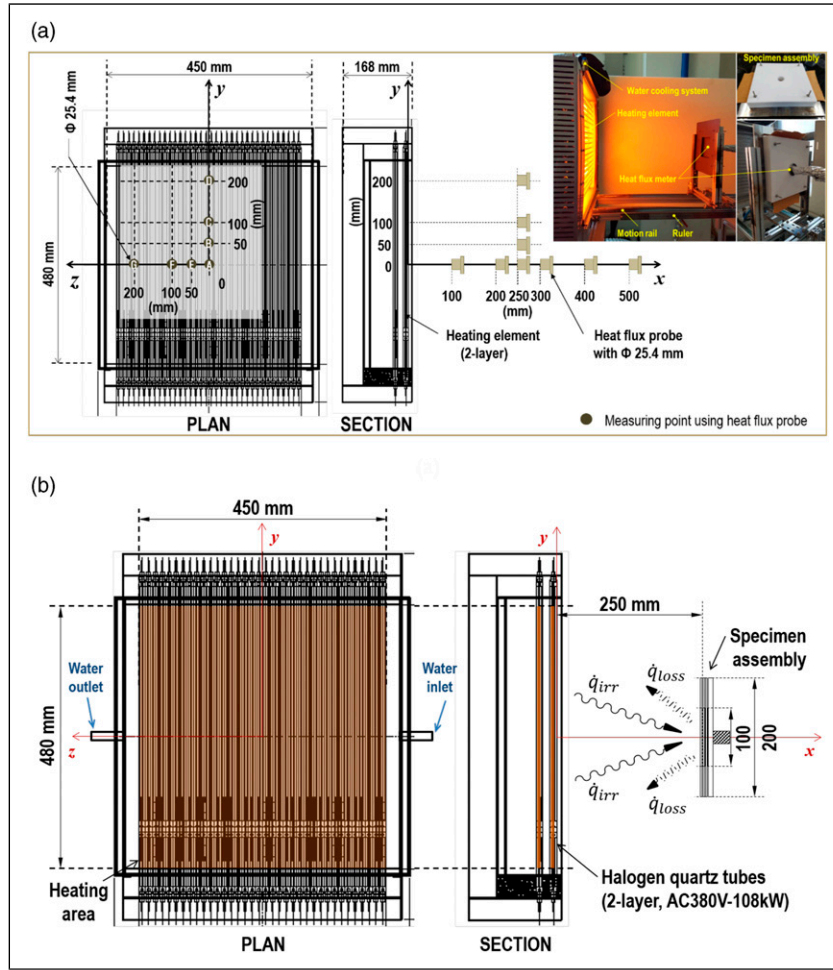 (a)
450 mm
168 mm
Φ 25.4 mm
y
y
Water cooling system
Heating element
Specimen assembly
Heat flux meter
Motion rail
Ruler
D
200
C
100
(mm)
B
50
G
F
E
A
0
z
200
100
50
(mm)
480 mm
200
100
(mm)
50
0
x
100
200
250
300
400
500
(mm)
Heating element
(2-layer)
Heat flux probe
with Φ 25.4 mm
PLAN
SECTION
Measuring point using heat flux probe
(b)
450 mm
y
y
250 mm
Specimen
assembly
Water
outlet
Water
inlet
q̇irr
q̇loss
480 mm
z
100
200
x
q̇irr
q̇loss
Heating
area
Halogen quartz tubes
(2-layer, AC380V-108kW)
PLAN
SECTION